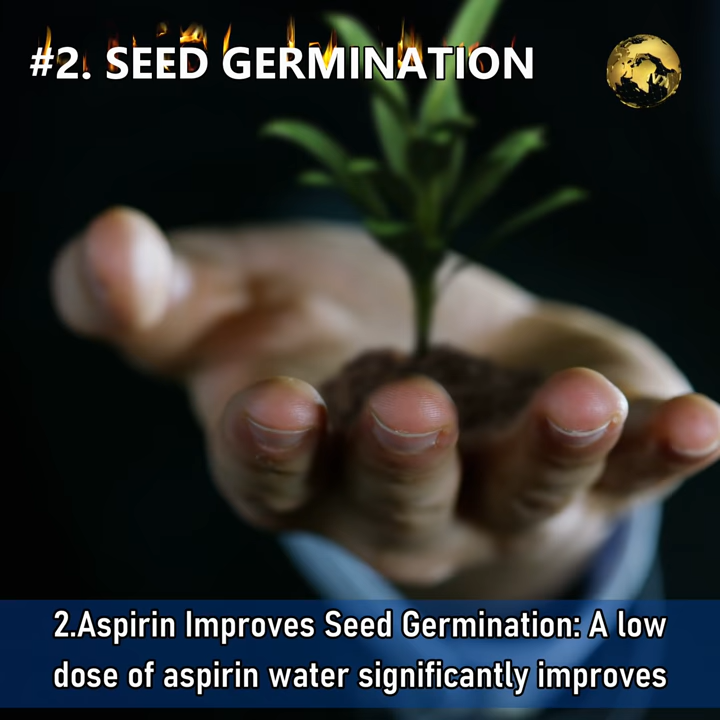 #2. SEED GERMINATION
2.Aspirin Improves Seed Germination: A low
dose of aspirin water significantly improves